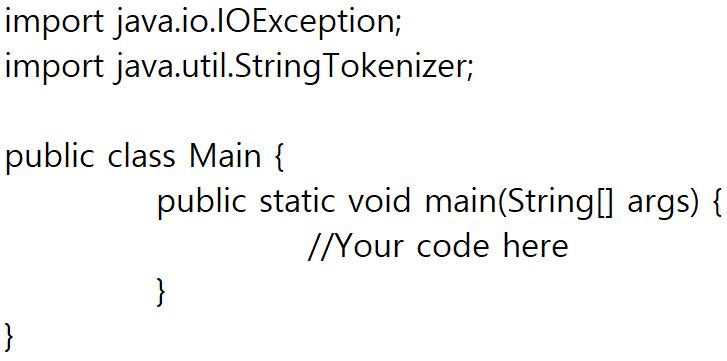 import java.io.IOException;
import java.util.StringTokenizer;

public class Main {
          public static void main(String[] args) {
                    //Your code here
          }
}